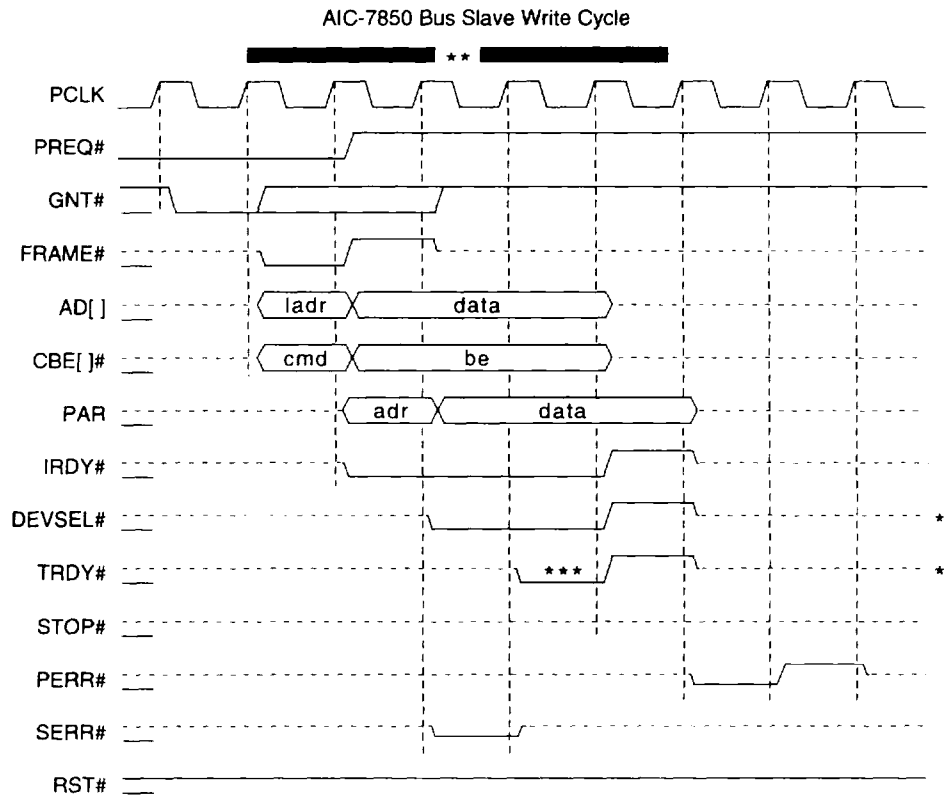 AIC-7850 Bus Slave Write Cycle
★★
PCLK
PREQ#
GNT#
FRAME#
AD[ ] ladr data
CBE[ ]# cmd be
PAR adr data
IRDY#
DEVSEL# *
TRDY# ★★★ *
STOP#
PERR#
SERR#
RST#